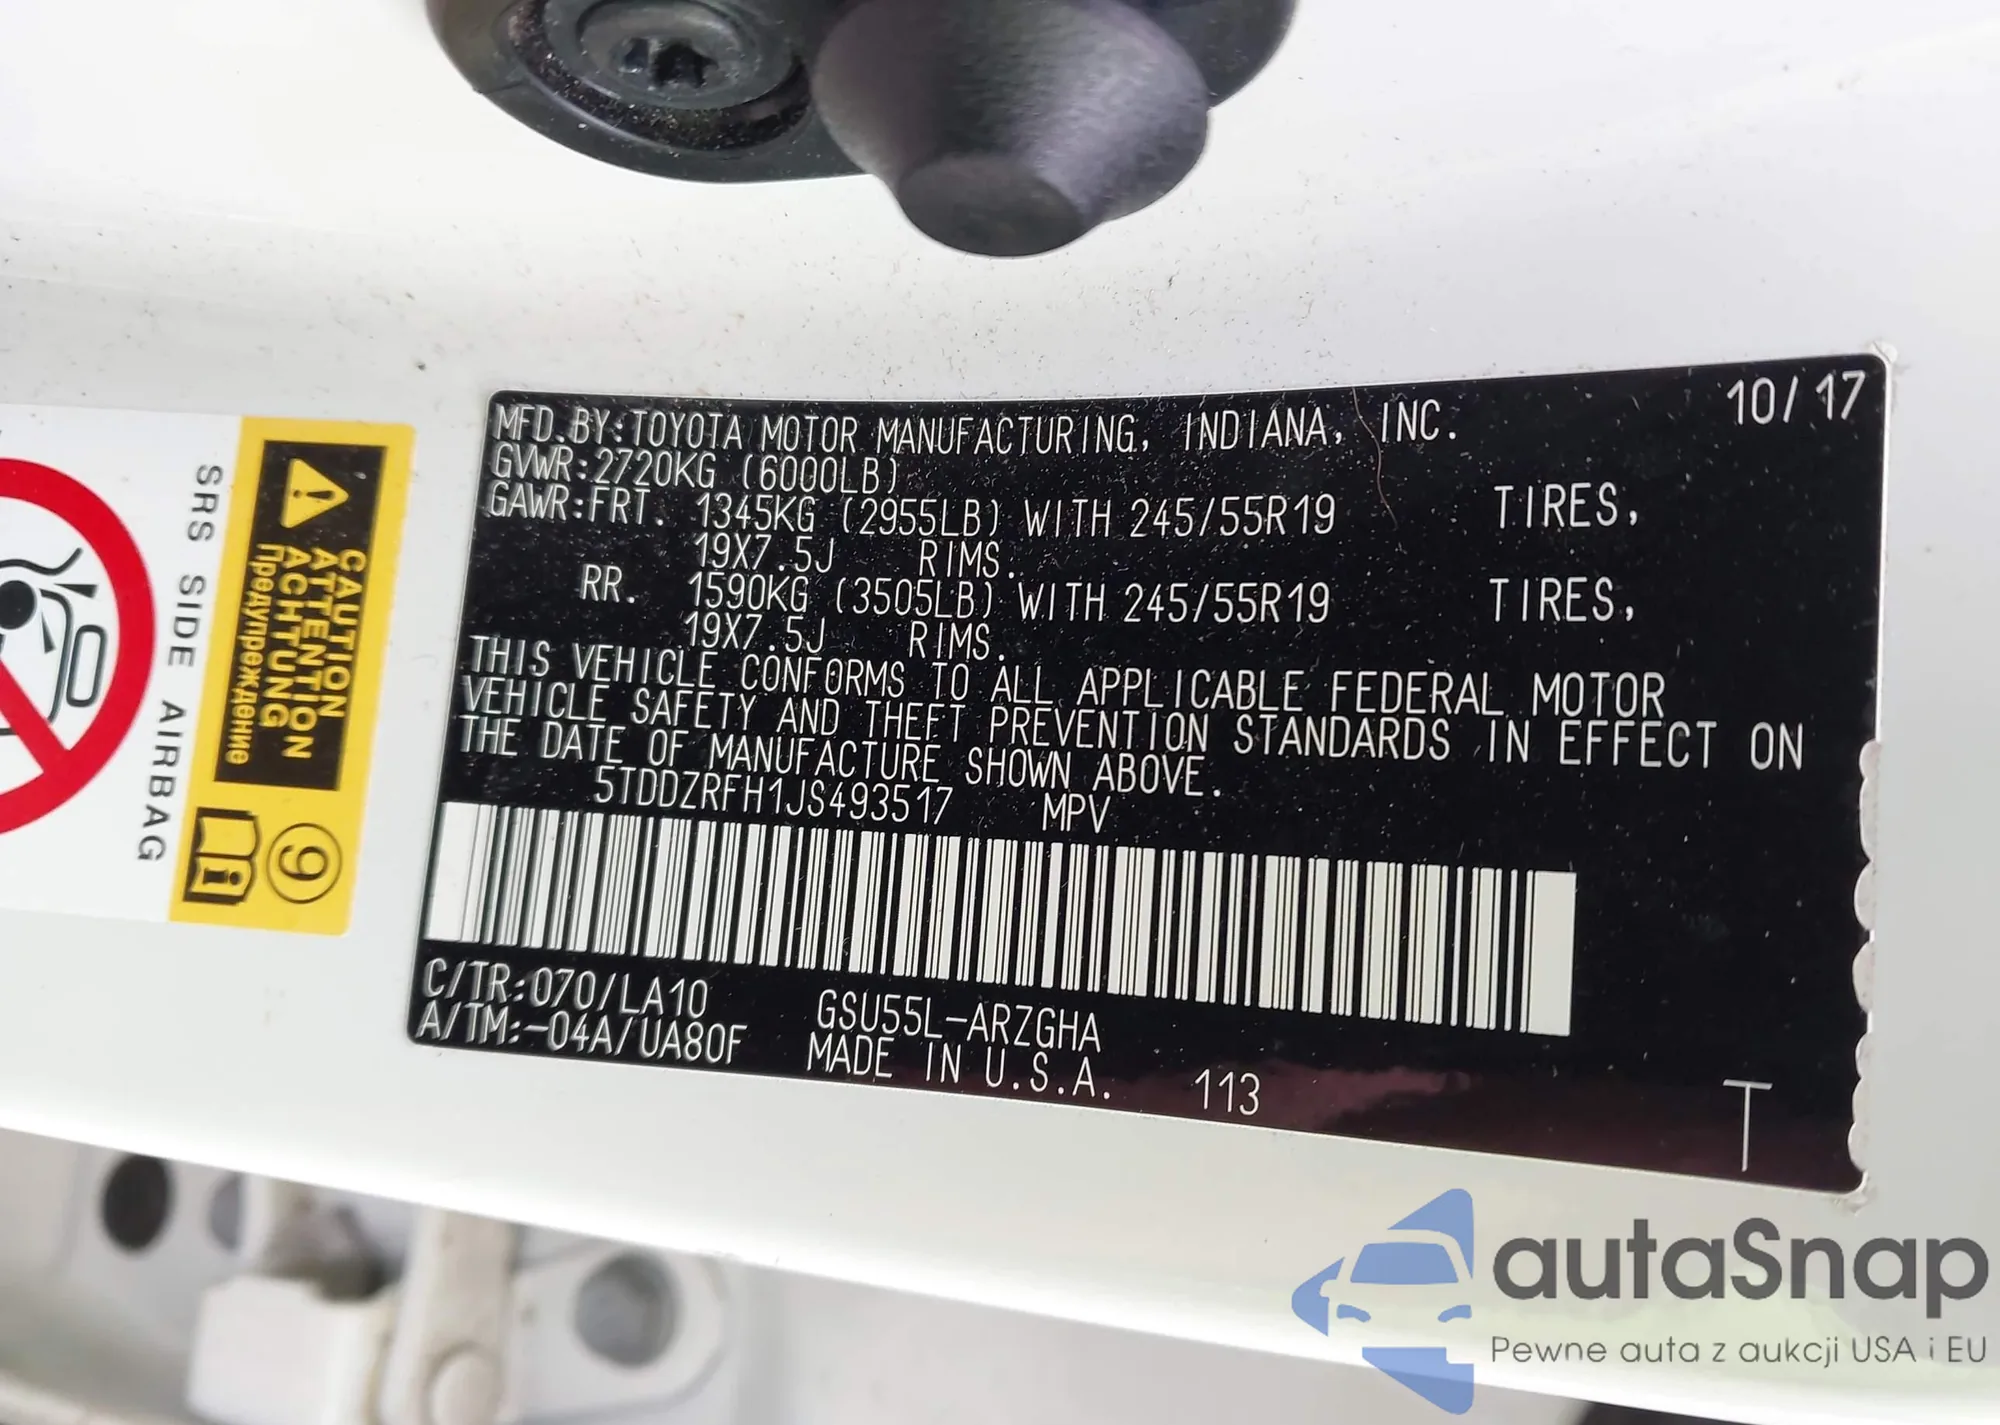 MFD.BY:TOYOTA MOTOR MANUFACTURING, INDIANA, INC. 10/17
GVWR:2720KG (6000LB)
GAWR:FRT. 1345KG (2955LB) WITH 245/55R19 TIRES,
19X7.5J RIMS.
RR. 1590KG (3505LB) WITH 245/55R19 TIRES,
19X7.5J RIMS.
THIS VEHICLE CONFORMS TO ALL APPLICABLE FEDERAL MOTOR
VEHICLE SAFETY AND THEFT PREVENTION STANDARDS IN EFFECT ON
THE DATE OF MANUFACTURE SHOWN ABOVE.
5TDDZRFH1JS493517 MPV
C/TR:070/LA10 GSU55L-ARZGHA
A/TM:-04A/UA80F MADE IN U.S.A. 113 T
CAUTION
ATTENTION
ACHTUNG
Предупреждение
9
SRS SIDE AIRBAG
autaSnap
Pewne auta z aukcji USA i EU